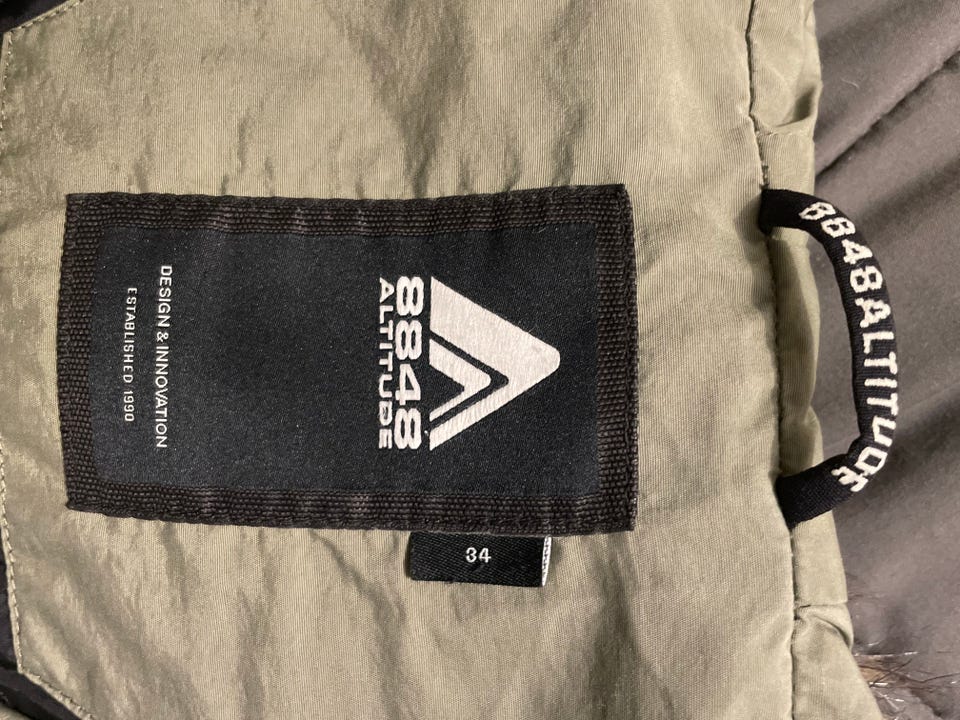 8848
ALTITUDE
DESIGN & INNOVATION
ESTABLISHED 1990
34
8848ALTITUDE